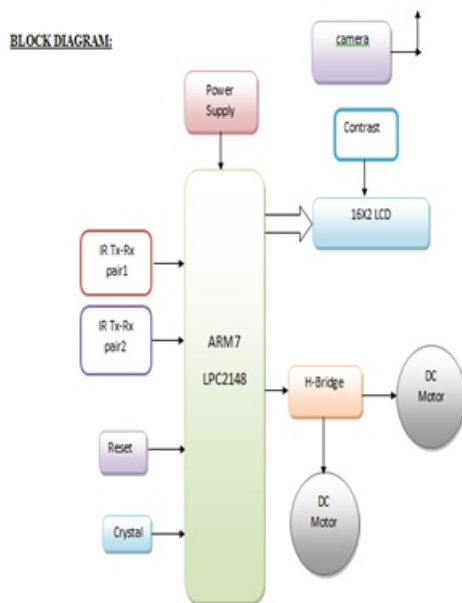 BLOCK DIAGRAM:
camera
Power
Supply
Contrast
16X2 LCD
IR Tx-Rx
pair1
IR Tx-Rx
pair2
ARM7
LPC2148
H-Bridge
DC
Motor
Reset
DC
Motor
Crystal